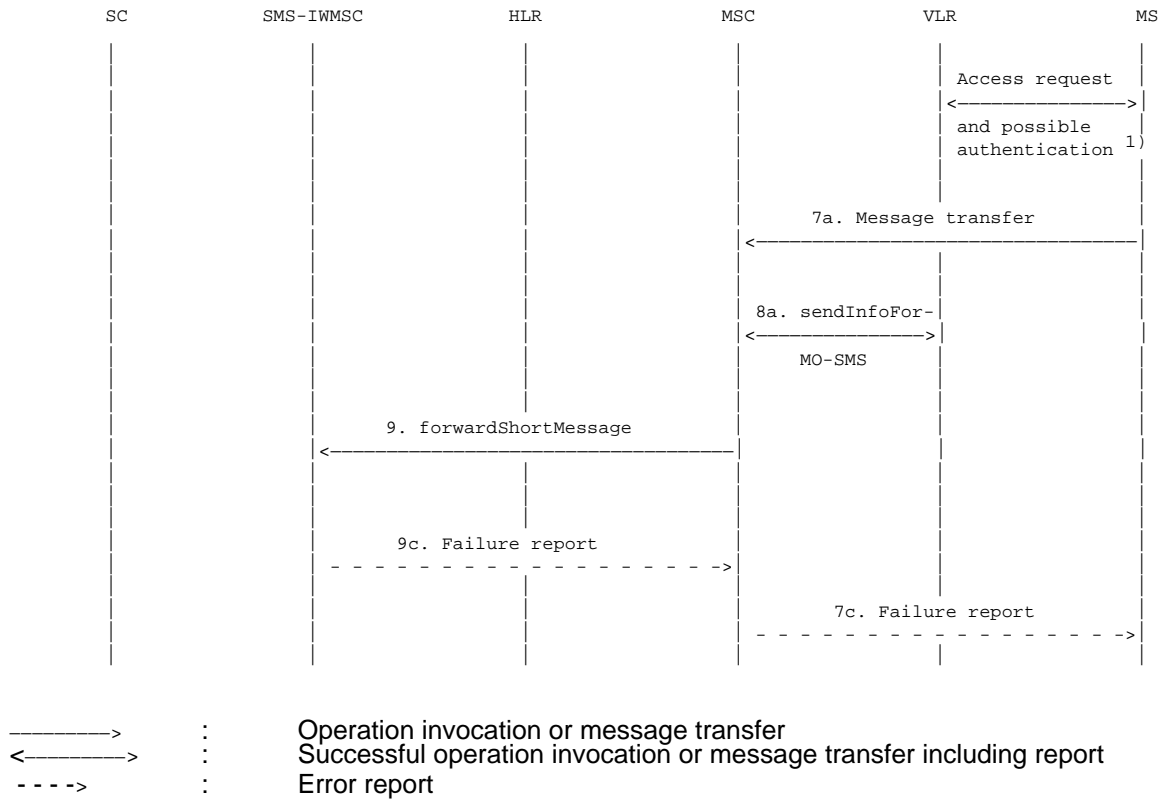 SC SMS-IWMSC HLR MSC VLR MS
Access request
and possible
authentication 1)
7a. Message transfer
8a. sendInfoFor-
MO-SMS
9. forwardShortMessage
9c. Failure report
7c. Failure report
: Operation invocation or message transfer
: Successful operation invocation or message transfer including report
: Error report